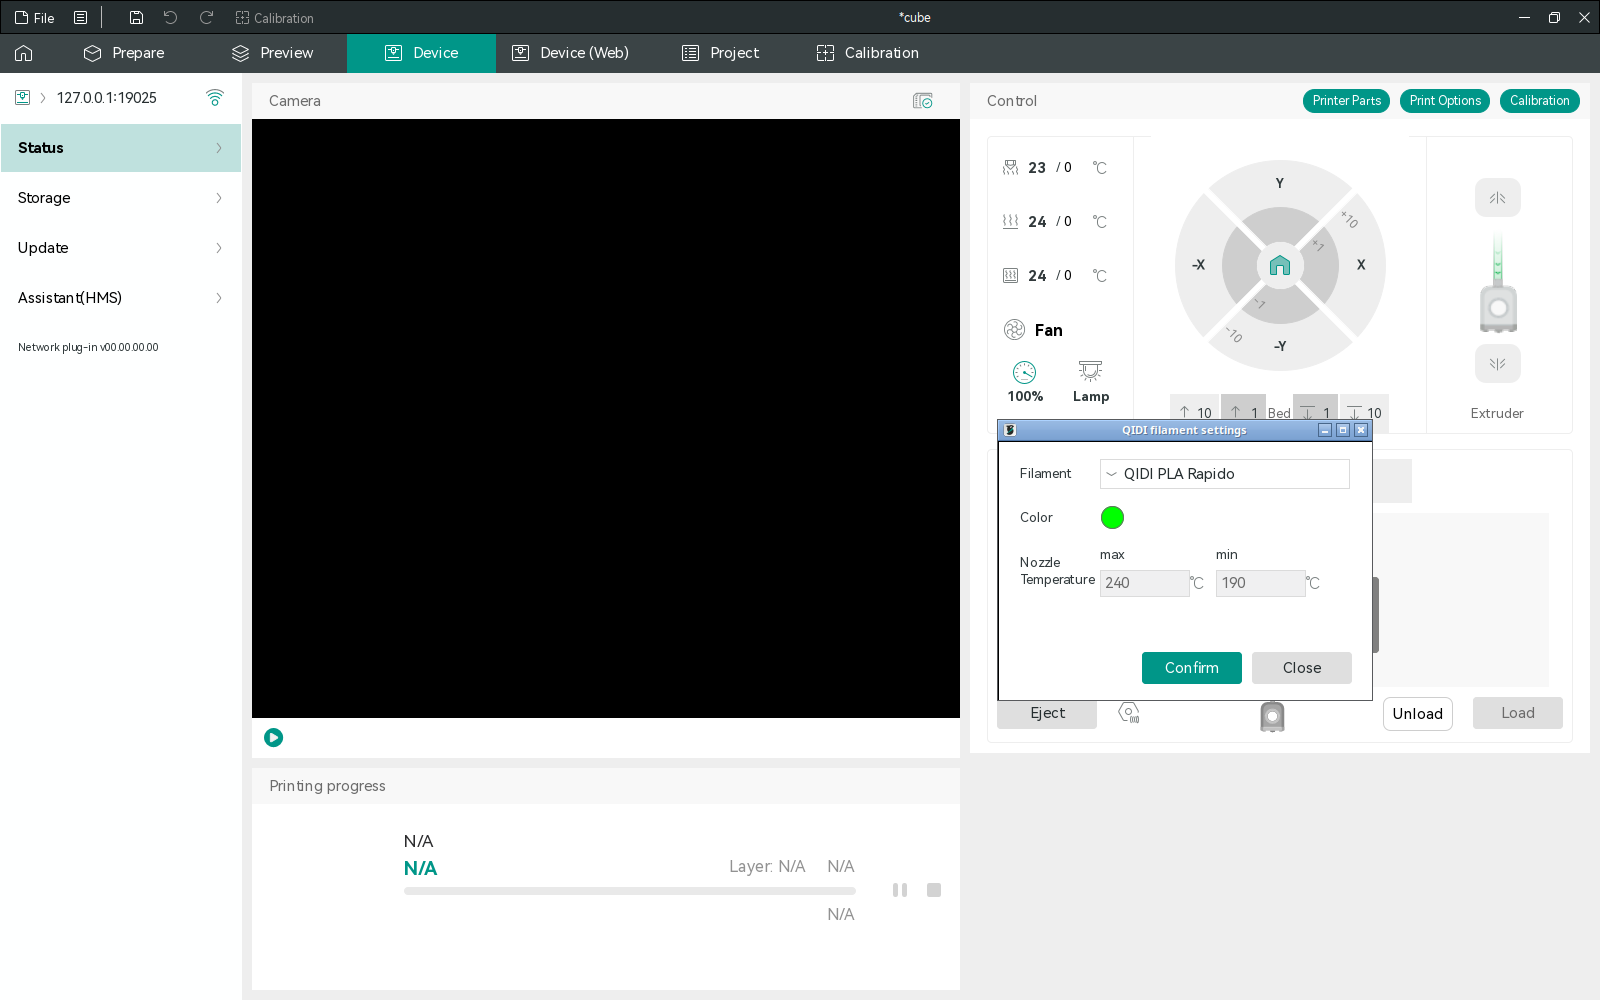 File
Calibration
*cube
Prepare
Preview
Device
Device (Web)
Project
Calibration
127.0.0.1:19025
Status
Storage
Update
Assistant(HMS)
Network plug-in v00.00.00.00
Camera
Printing progress
N/A
N/A
Layer: N/A
N/A
N/A
Control
Printer Parts
Print Options
Calibration
23 / 0 °C
24 / 0 °C
24 / 0 °C
Fan
100%
Lamp
Y
+10
+1
-X
X
-1
-10
-Y
10
1
Bed
1
10
Extruder
QIDI filament settings
Filament
QIDI PLA Rapido
Color
Nozzle
Temperature
max
min
240 °C
190 °C
Confirm
Close
Eject
Unload
Load